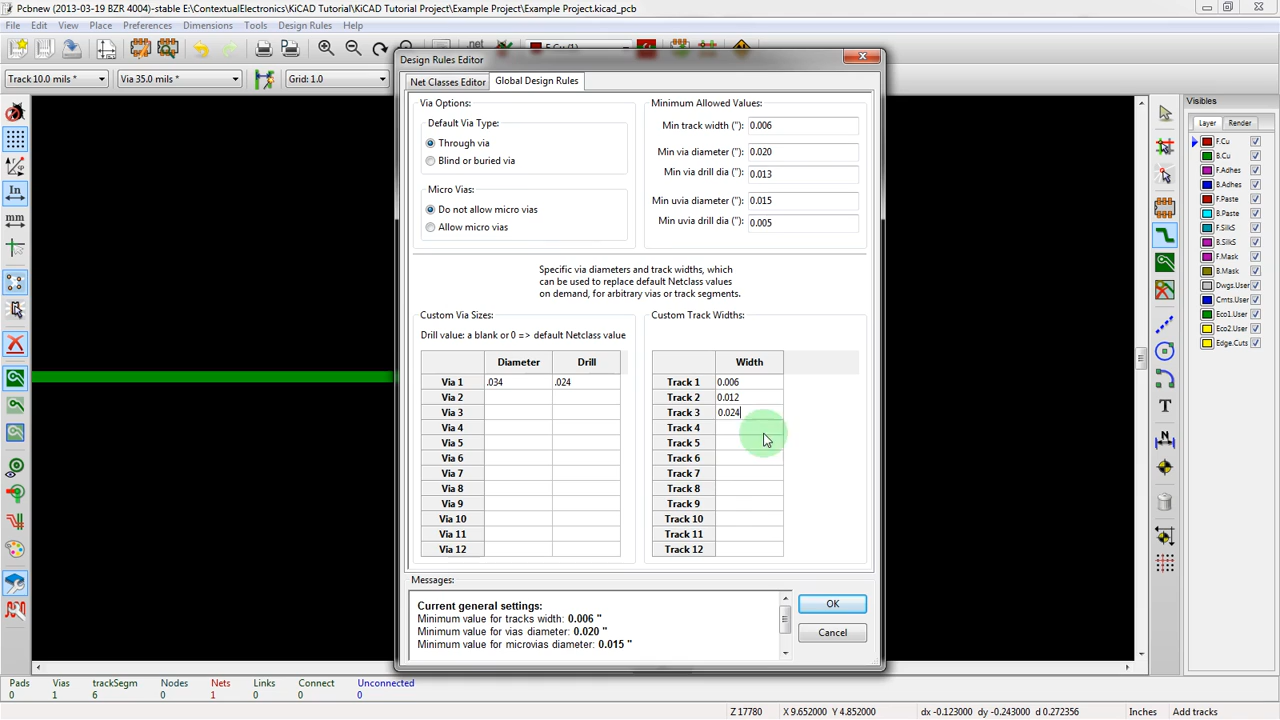 Pcbnew (2013-03-19 BZR 4004)-stable E:\ContextualElectronics\KiCAD Tutorial\KiCAD Tutorial Project\Example Project\Example Project.kicad_pcb
File Edit View Place Preferences Dimensions Tools Design Rules Help
Track 10.0 mils * Via 35.0 mils * Grid: 1.0
Design Rules Editor
Net Classes Editor Global Design Rules
Via Options:
Default Via Type:
Through via
Blind or buried via
Micro Vias:
Do not allow micro vias
Allow micro vias
Minimum Allowed Values:
Min track width ("): 0.006
Min via diameter ("): 0.020
Min via drill dia ("): 0.013
Min uvia diameter ("): 0.015
Min uvia drill dia ("): 0.005
Specific via diameters and track widths, which
can be used to replace default Netclass values
on demand, for arbitrary vias or track segments.
Custom Via Sizes:
Drill value: a blank or 0 => default Netclass value
Diameter Drill
Via 1 .034 .024
Via 2
Via 3
Via 4
Via 5
Via 6
Via 7
Via 8
Via 9
Via 10
Via 11
Via 12
Custom Track Widths:
Width
Track 1 0.006
Track 2 0.012
Track 3 0.024
Track 4
Track 5
Track 6
Track 7
Track 8
Track 9
Track 10
Track 11
Track 12
Messages:
Current general settings:
Minimum value for tracks width: 0.006 "
Minimum value for vias diameter: 0.020 "
Minimum value for microvias diameter: 0.015 "
OK
Cancel
Visibles
Layer Render
F.Cu
B.Cu
F.Adhes
B.Adhes
F.Paste
B.Paste
F.SilkS
B.SilkS
F.Mask
B.Mask
Dwgs.User
Cmts.User
Eco1.User
Eco2.User
Edge.Cuts
In
mm
T
N
Pads Vias trackSegm Nodes Nets Links Connect Unconnected
0 1 6 0 1 0 0 0
Z 17780 X 9.652000 Y 4.852000 dx -0.123000 dy -0.243000 d 0.272356 Inches Add tracks